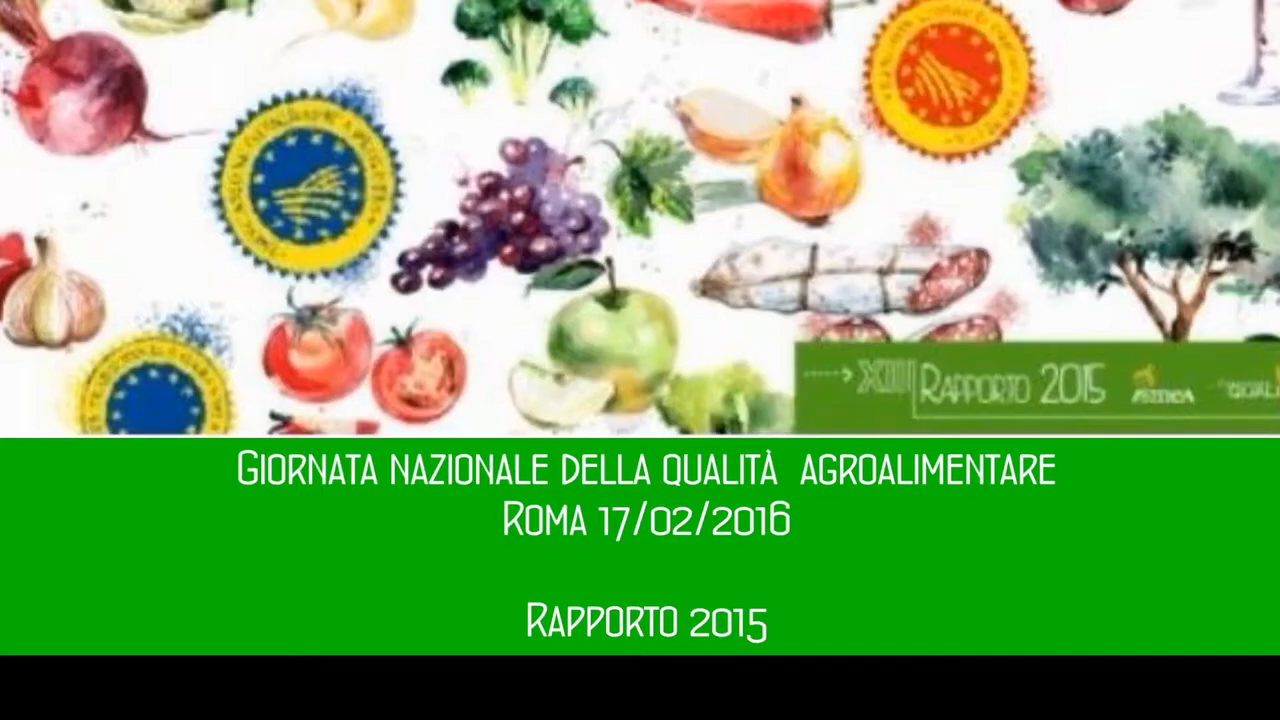 XIII RAPPORTO 2015
GIORNATA NAZIONALE DELLA QUALITÀ AGROALIMENTARE
ROMA 17/02/2016
RAPPORTO 2015